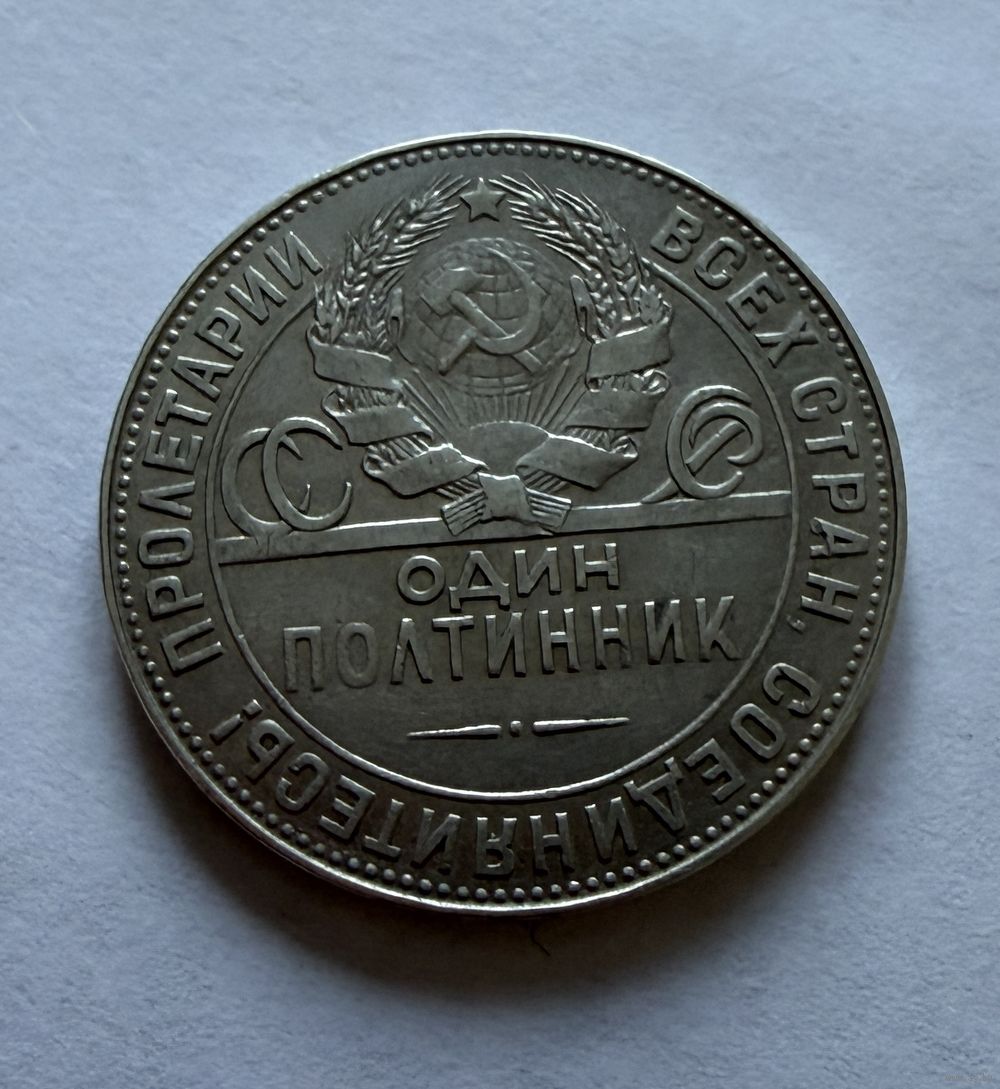 ПРОЛЕТАРИИ ВСЕХ СТРАН, СОЕДИНЯЙТЕСЬ!
СС СР
ОДИН
ПОЛТИННИК